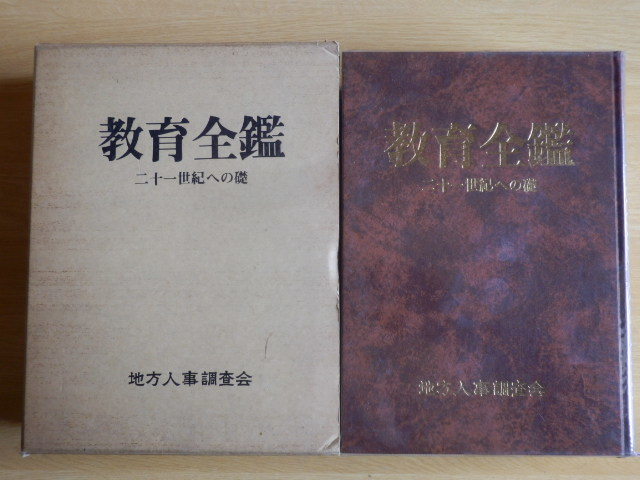 教育全鑑
二十一世紀への礎
地方人事調査会
教育全鑑
二十一世紀への礎
地方人事調査会